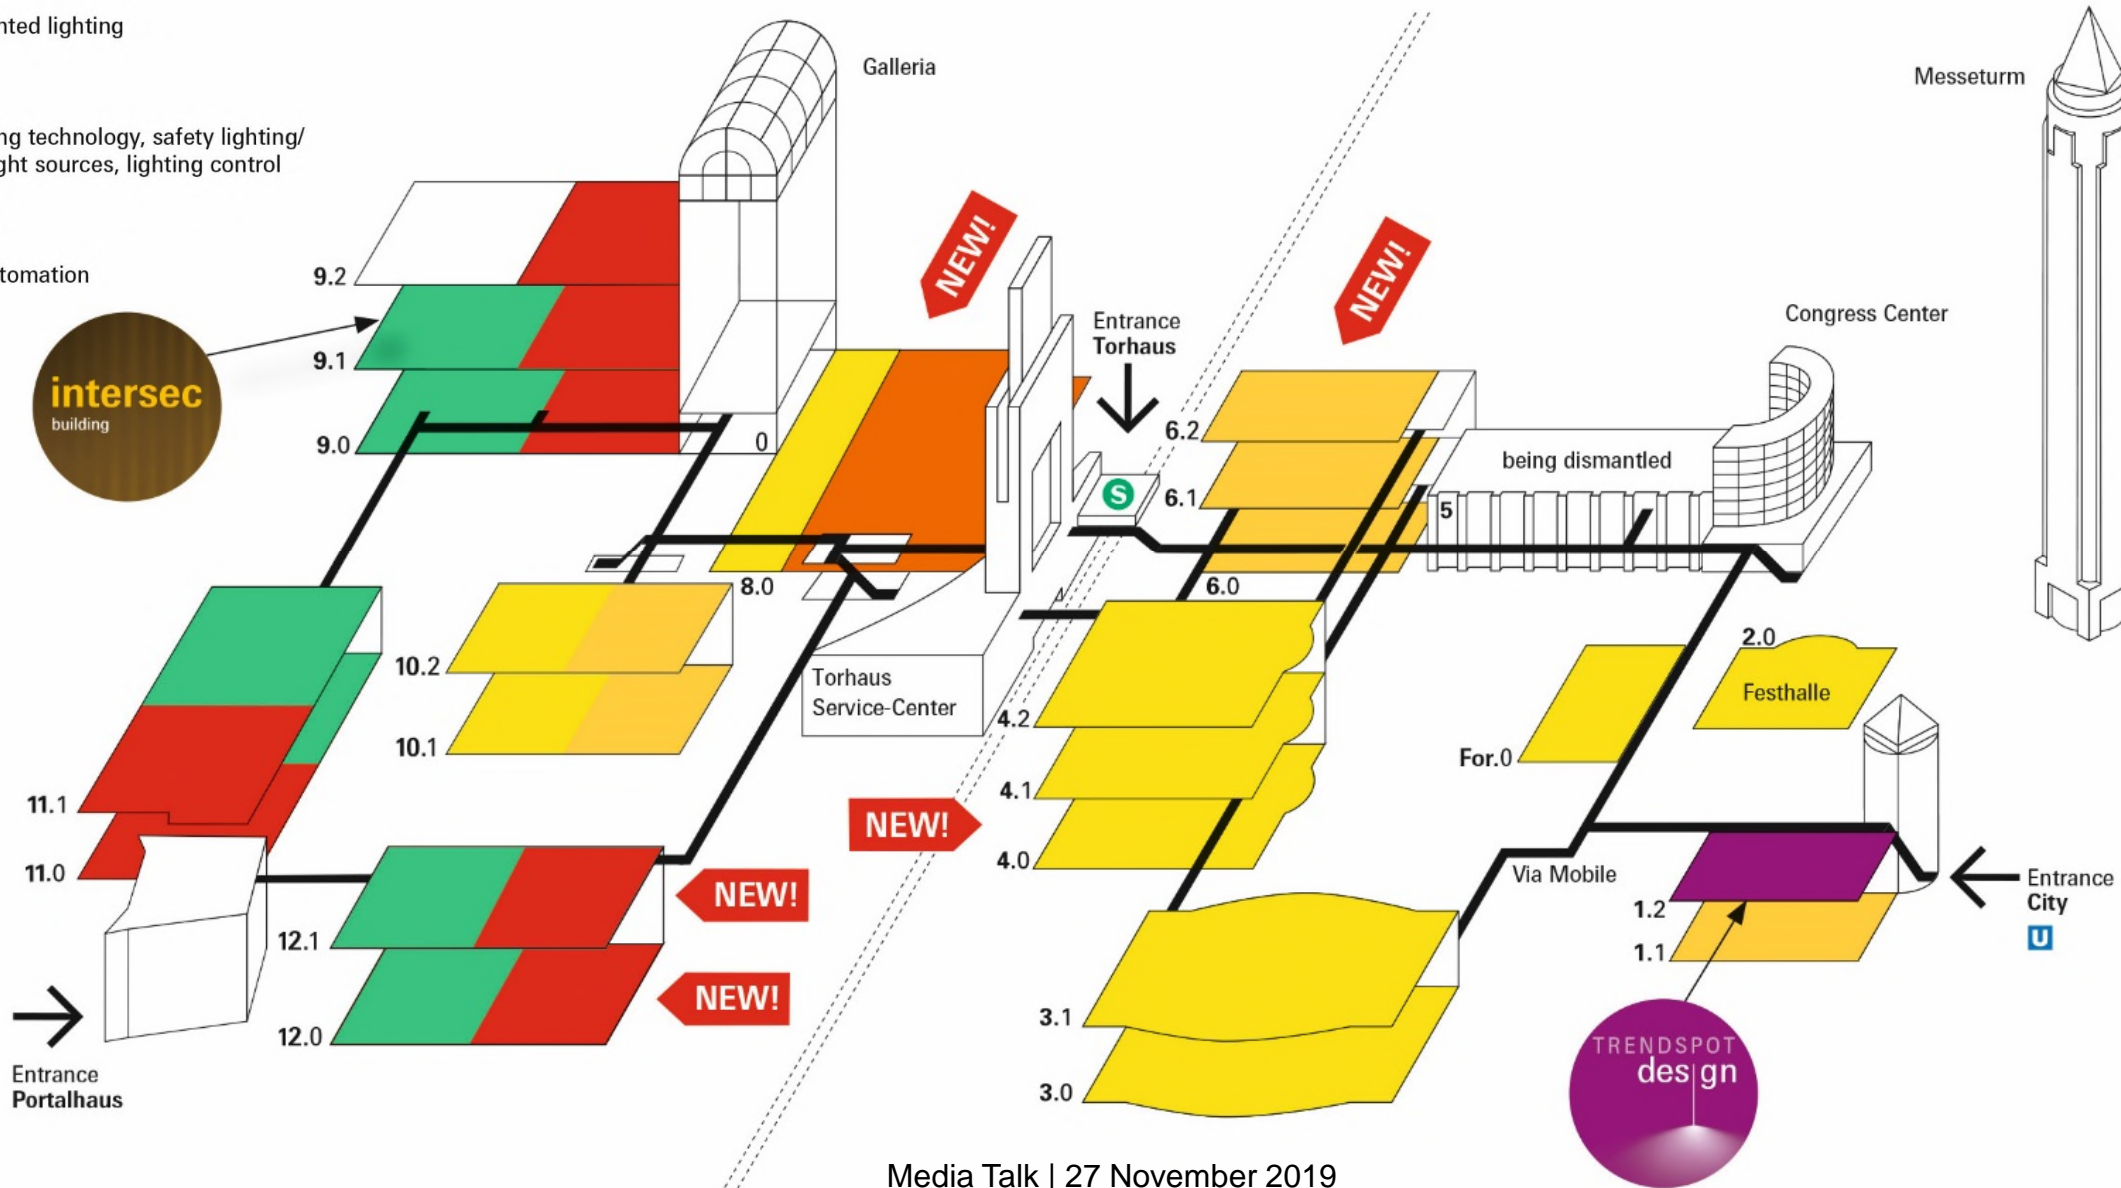 nted lighting
ng technology, safety lighting/
ght sources, lighting control
tomation
Galleria
Messeturm
NEW!
NEW!
9.2
9.1
9.0
0
intersec
building
Entrance
Torhaus
S
Congress Center
6.2
6.1
6.0
being dismantled
5
8.0
10.2
10.1
Torhaus
Service-Center
4.2
4.1
4.0
NEW!
2.0
Festhalle
For.0
11.1
11.0
12.1
12.0
NEW!
NEW!
Via Mobile
1.2
1.1
Entrance
City
U
3.1
3.0
Entrance
Portalhaus
TRENDSPOT
design
Media Talk | 27 November 2019